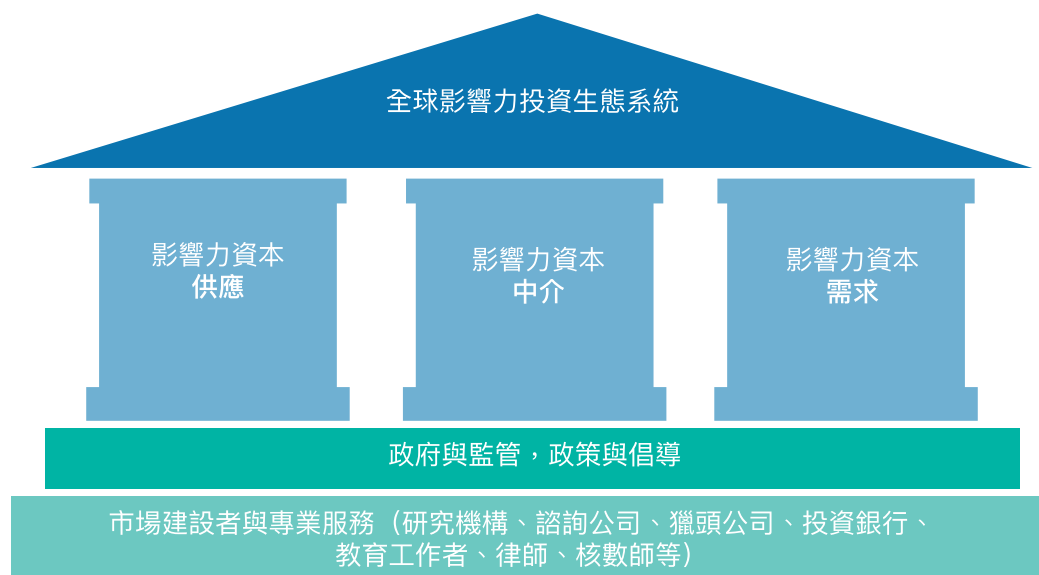 全球影響力投資生態系統
影響力資本
供應
影響力資本
中介
影響力資本
需求
政府與監管，政策與倡導
市場建設者與專業服務（研究機構、諮詢公司、獵頭公司、投資銀行、
教育工作者、律師、核數師等）